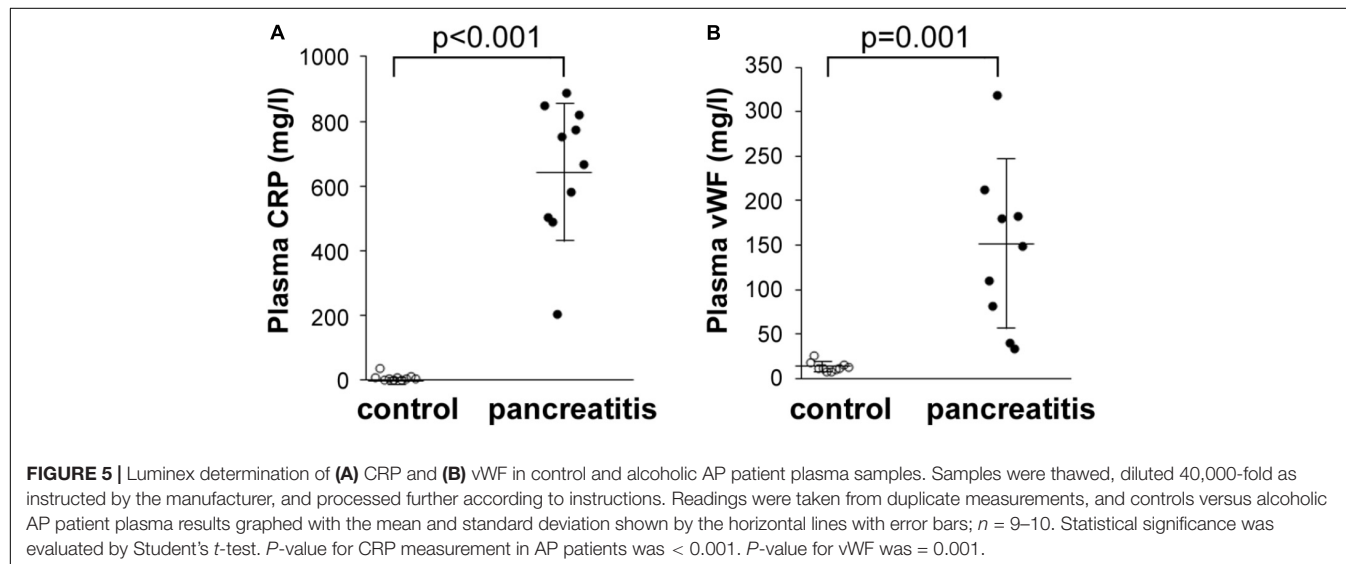 A
p<0.001
Plasma CRP (mg/l)
1000
800
600
400
200
0
control pancreatitis
B
p=0.001
Plasma vWF (mg/l)
350
300
250
200
150
100
50
0
control pancreatitis
FIGURE 5 | Luminex determination of (A) CRP and (B) vWF in control and alcoholic AP patient plasma samples. Samples were thawed, diluted 40,000-fold as
instructed by the manufacturer, and processed further according to instructions. Readings were taken from duplicate measurements, and controls versus alcoholic
AP patient plasma results graphed with the mean and standard deviation shown by the horizontal lines with error bars; n = 9–10. Statistical significance was
evaluated by Student's t-test. P-value for CRP measurement in AP patients was < 0.001. P-value for vWF was = 0.001.